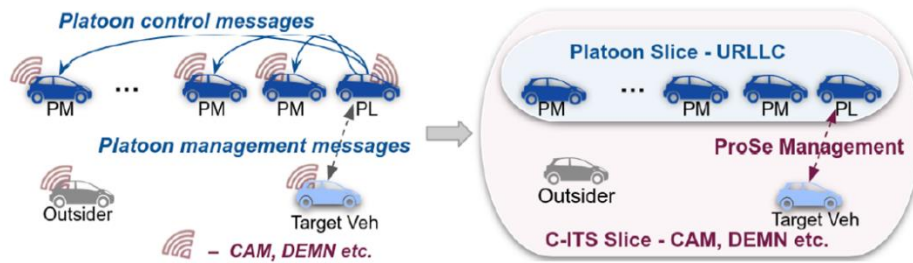 Platoon control messages
PM ... PM PM PL
Platoon management messages
Outsider
Target Veh
– CAM, DEMN etc.
Platoon Slice - URLLC
PM ... PM PM PL
ProSe Management
Outsider
Target Veh
C-ITS Slice - CAM, DEMN etc.